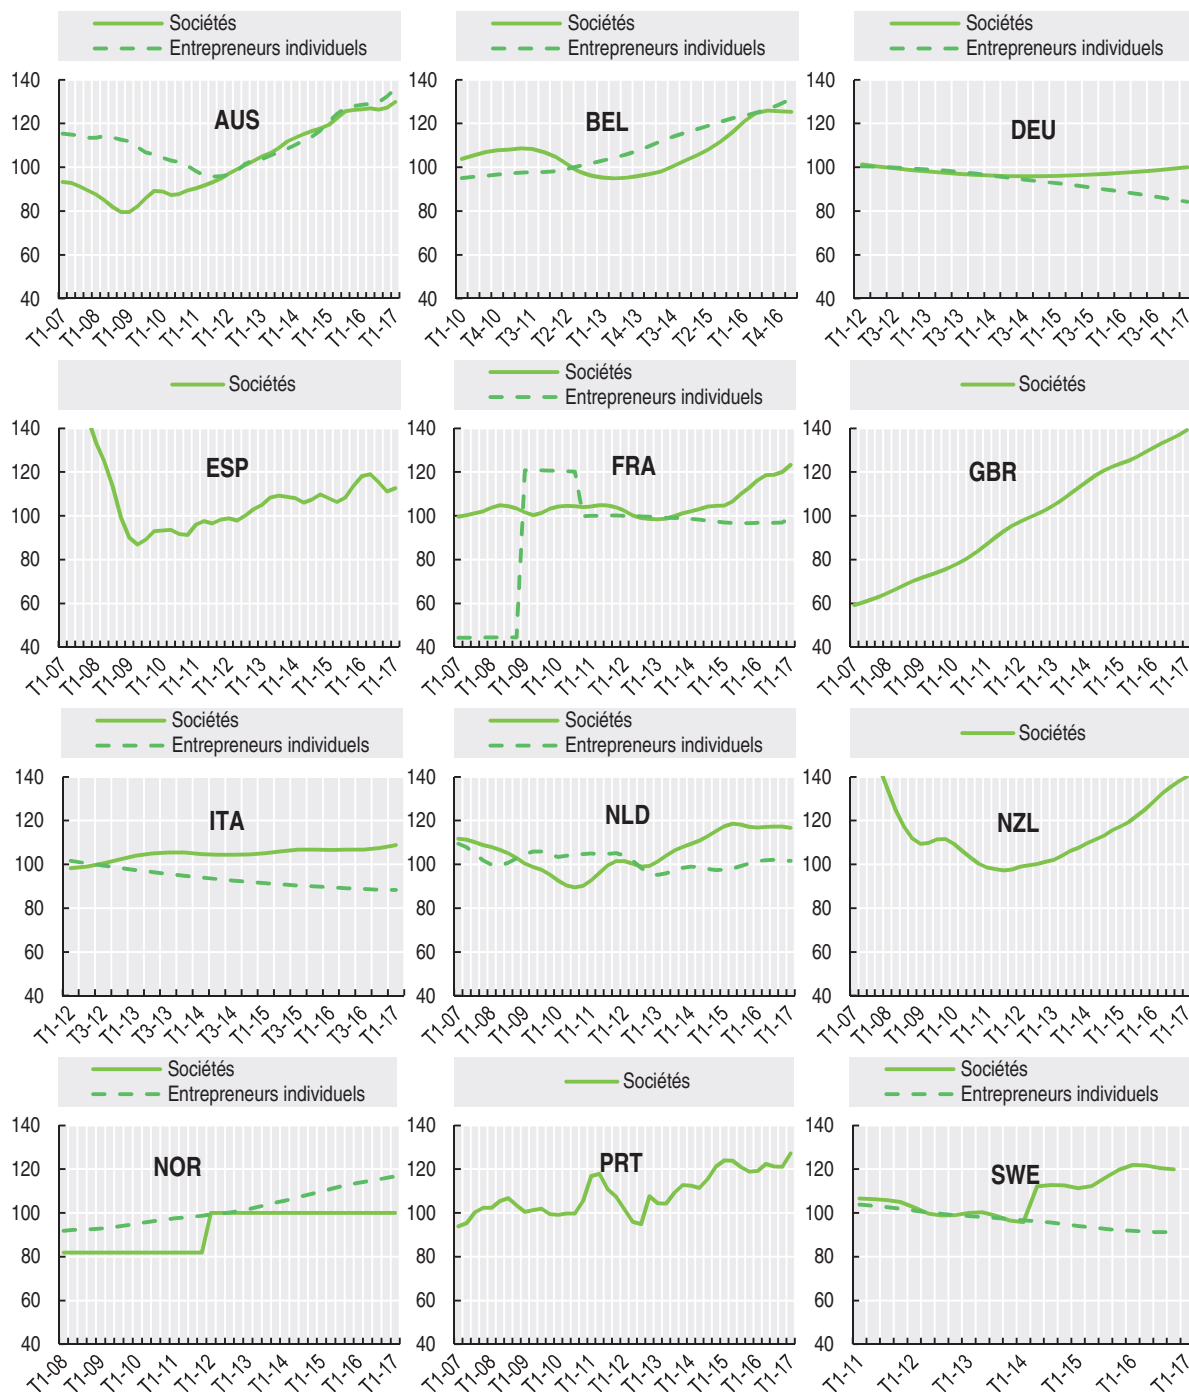 Sociétés
Entrepreneurs individuels
140
120
100
80
60
40
AUS
T1-07
T1-08
T1-09
T1-10
T1-11
T1-12
T1-13
T1-14
T1-15
T1-16
T1-17
Sociétés
Entrepreneurs individuels
140
120
100
80
60
40
BEL
T1-10
T4-10
T3-11
T2-12
T1-13
T4-13
T3-14
T2-15
T1-16
T4-16
Sociétés
Entrepreneurs individuels
140
120
100
80
60
40
DEU
T1-12
T3-12
T1-13
T3-13
T1-14
T3-14
T1-15
T3-15
T1-16
T3-16
T1-17
Sociétés
140
120
100
80
60
40
ESP
T1-07
T1-08
T1-09
T1-10
T1-11
T1-12
T1-13
T1-14
T1-15
T1-16
T1-17
Sociétés
Entrepreneurs individuels
140
120
100
80
60
40
FRA
T1-07
T1-08
T1-09
T1-10
T1-11
T1-12
T1-13
T1-14
T1-15
T1-16
T1-17
Sociétés
140
120
100
80
60
40
GBR
T1-07
T1-08
T1-09
T1-10
T1-11
T1-12
T1-13
T1-14
T1-15
T1-16
T1-17
Sociétés
Entrepreneurs individuels
140
120
100
80
60
40
ITA
T1-12
T3-12
T1-13
T3-13
T1-14
T3-14
T1-15
T3-15
T1-16
T3-16
T1-17
Sociétés
Entrepreneurs individuels
140
120
100
80
60
40
NLD
T1-07
T1-08
T1-09
T1-10
T1-11
T1-12
T1-13
T1-14
T1-15
T1-16
T1-17
Sociétés
140
120
100
80
60
40
NZL
T1-07
T1-08
T1-09
T1-10
T1-11
T1-12
T1-13
T1-14
T1-15
T1-16
T1-17
Sociétés
Entrepreneurs individuels
140
120
100
80
60
40
NOR
T1-08
T1-09
T1-10
T1-11
T1-12
T1-13
T1-14
T1-15
T1-16
T1-17
Sociétés
140
120
100
80
60
40
PRT
T1-07
T1-08
T1-09
T1-10
T1-11
T1-12
T1-13
T1-14
T1-15
T1-16
T1-17
Sociétés
Entrepreneurs individuels
140
120
100
80
60
40
SWE
T1-11
T1-12
T1-13
T1-14
T1-15
T1-16
T1-17